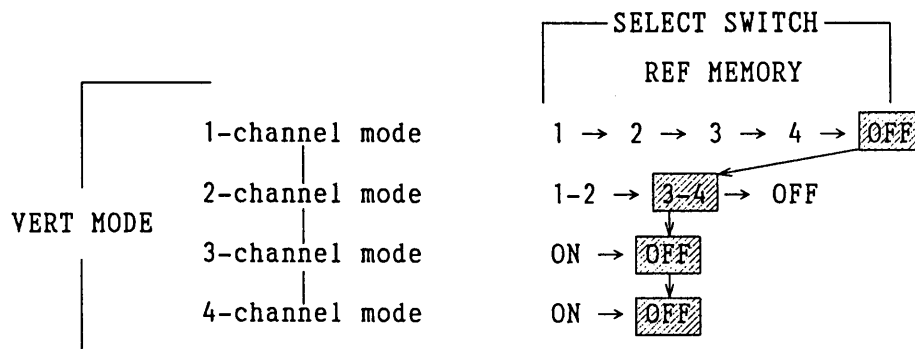 SELECT SWITCH
REF MEMORY
1-channel mode 1 → 2 → 3 → 4 → OFF
2-channel mode 1-2 → 3-4 → OFF
VERT MODE
3-channel mode ON → OFF
4-channel mode ON → OFF